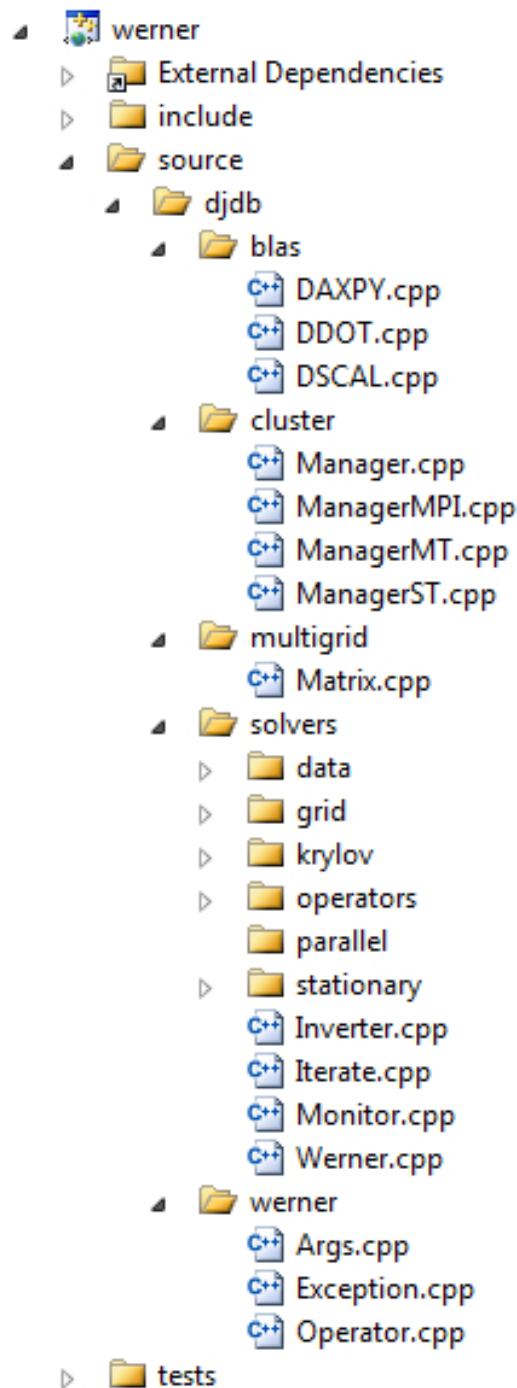 werner
External Dependencies
include
source
djdb
blas
C++ DAXPY.cpp
C++ DDOT.cpp
C++ DSCAL.cpp
cluster
C++ Manager.cpp
C++ ManagerMPI.cpp
C++ ManagerMT.cpp
C++ ManagerST.cpp
multigrid
C++ Matrix.cpp
solvers
data
grid
krylov
operators
parallel
stationary
C++ Inverter.cpp
C++ Iterate.cpp
C++ Monitor.cpp
C++ Werner.cpp
werner
C++ Args.cpp
C++ Exception.cpp
C++ Operator.cpp
tests